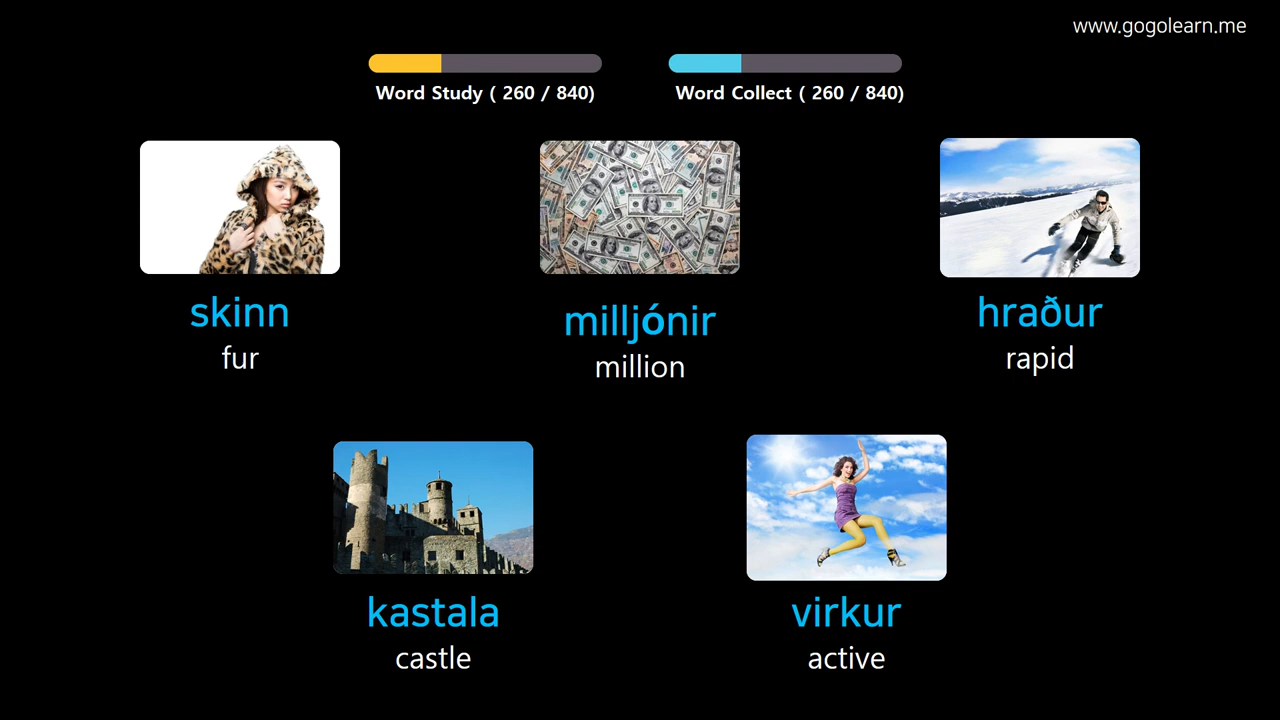 www.gogolearn.me
Word Study ( 260 / 840)
Word Collect ( 260 / 840)
skinn
fur
milljónir
million
hraður
rapid
kastala
castle
virkur
active